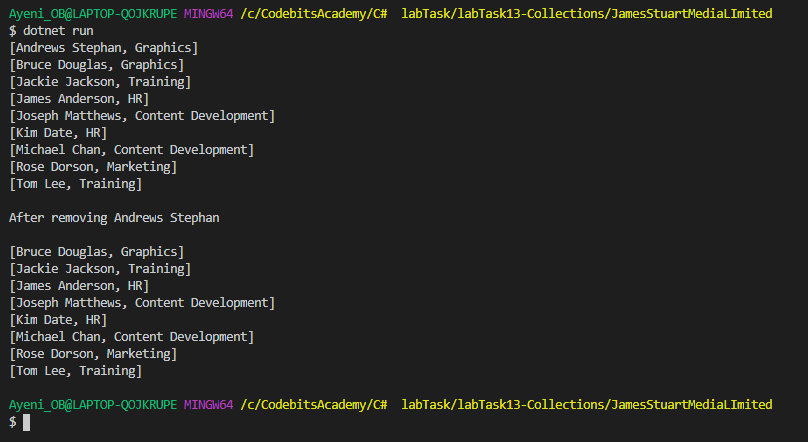 Ayeni_OB@LAPTOP-QOJKRUPE MINGW64 /c/CodebitsAcademy/C#  labTask/labTask13-Collections/JamesStuartMediaLImited
$ dotnet run
[Andrews Stephan, Graphics]
[Bruce Douglas, Graphics]
[Jackie Jackson, Training]
[James Anderson, HR]
[Joseph Matthews, Content Development]
[Kim Date, HR]
[Michael Chan, Content Development]
[Rose Dorson, Marketing]
[Tom Lee, Training]
After removing Andrews Stephan
[Bruce Douglas, Graphics]
[Jackie Jackson, Training]
[James Anderson, HR]
[Joseph Matthews, Content Development]
[Kim Date, HR]
[Michael Chan, Content Development]
[Rose Dorson, Marketing]
[Tom Lee, Training]
Ayeni_OB@LAPTOP-QOJKRUPE MINGW64 /c/CodebitsAcademy/C#  labTask/labTask13-Collections/JamesStuartMediaLImited
$